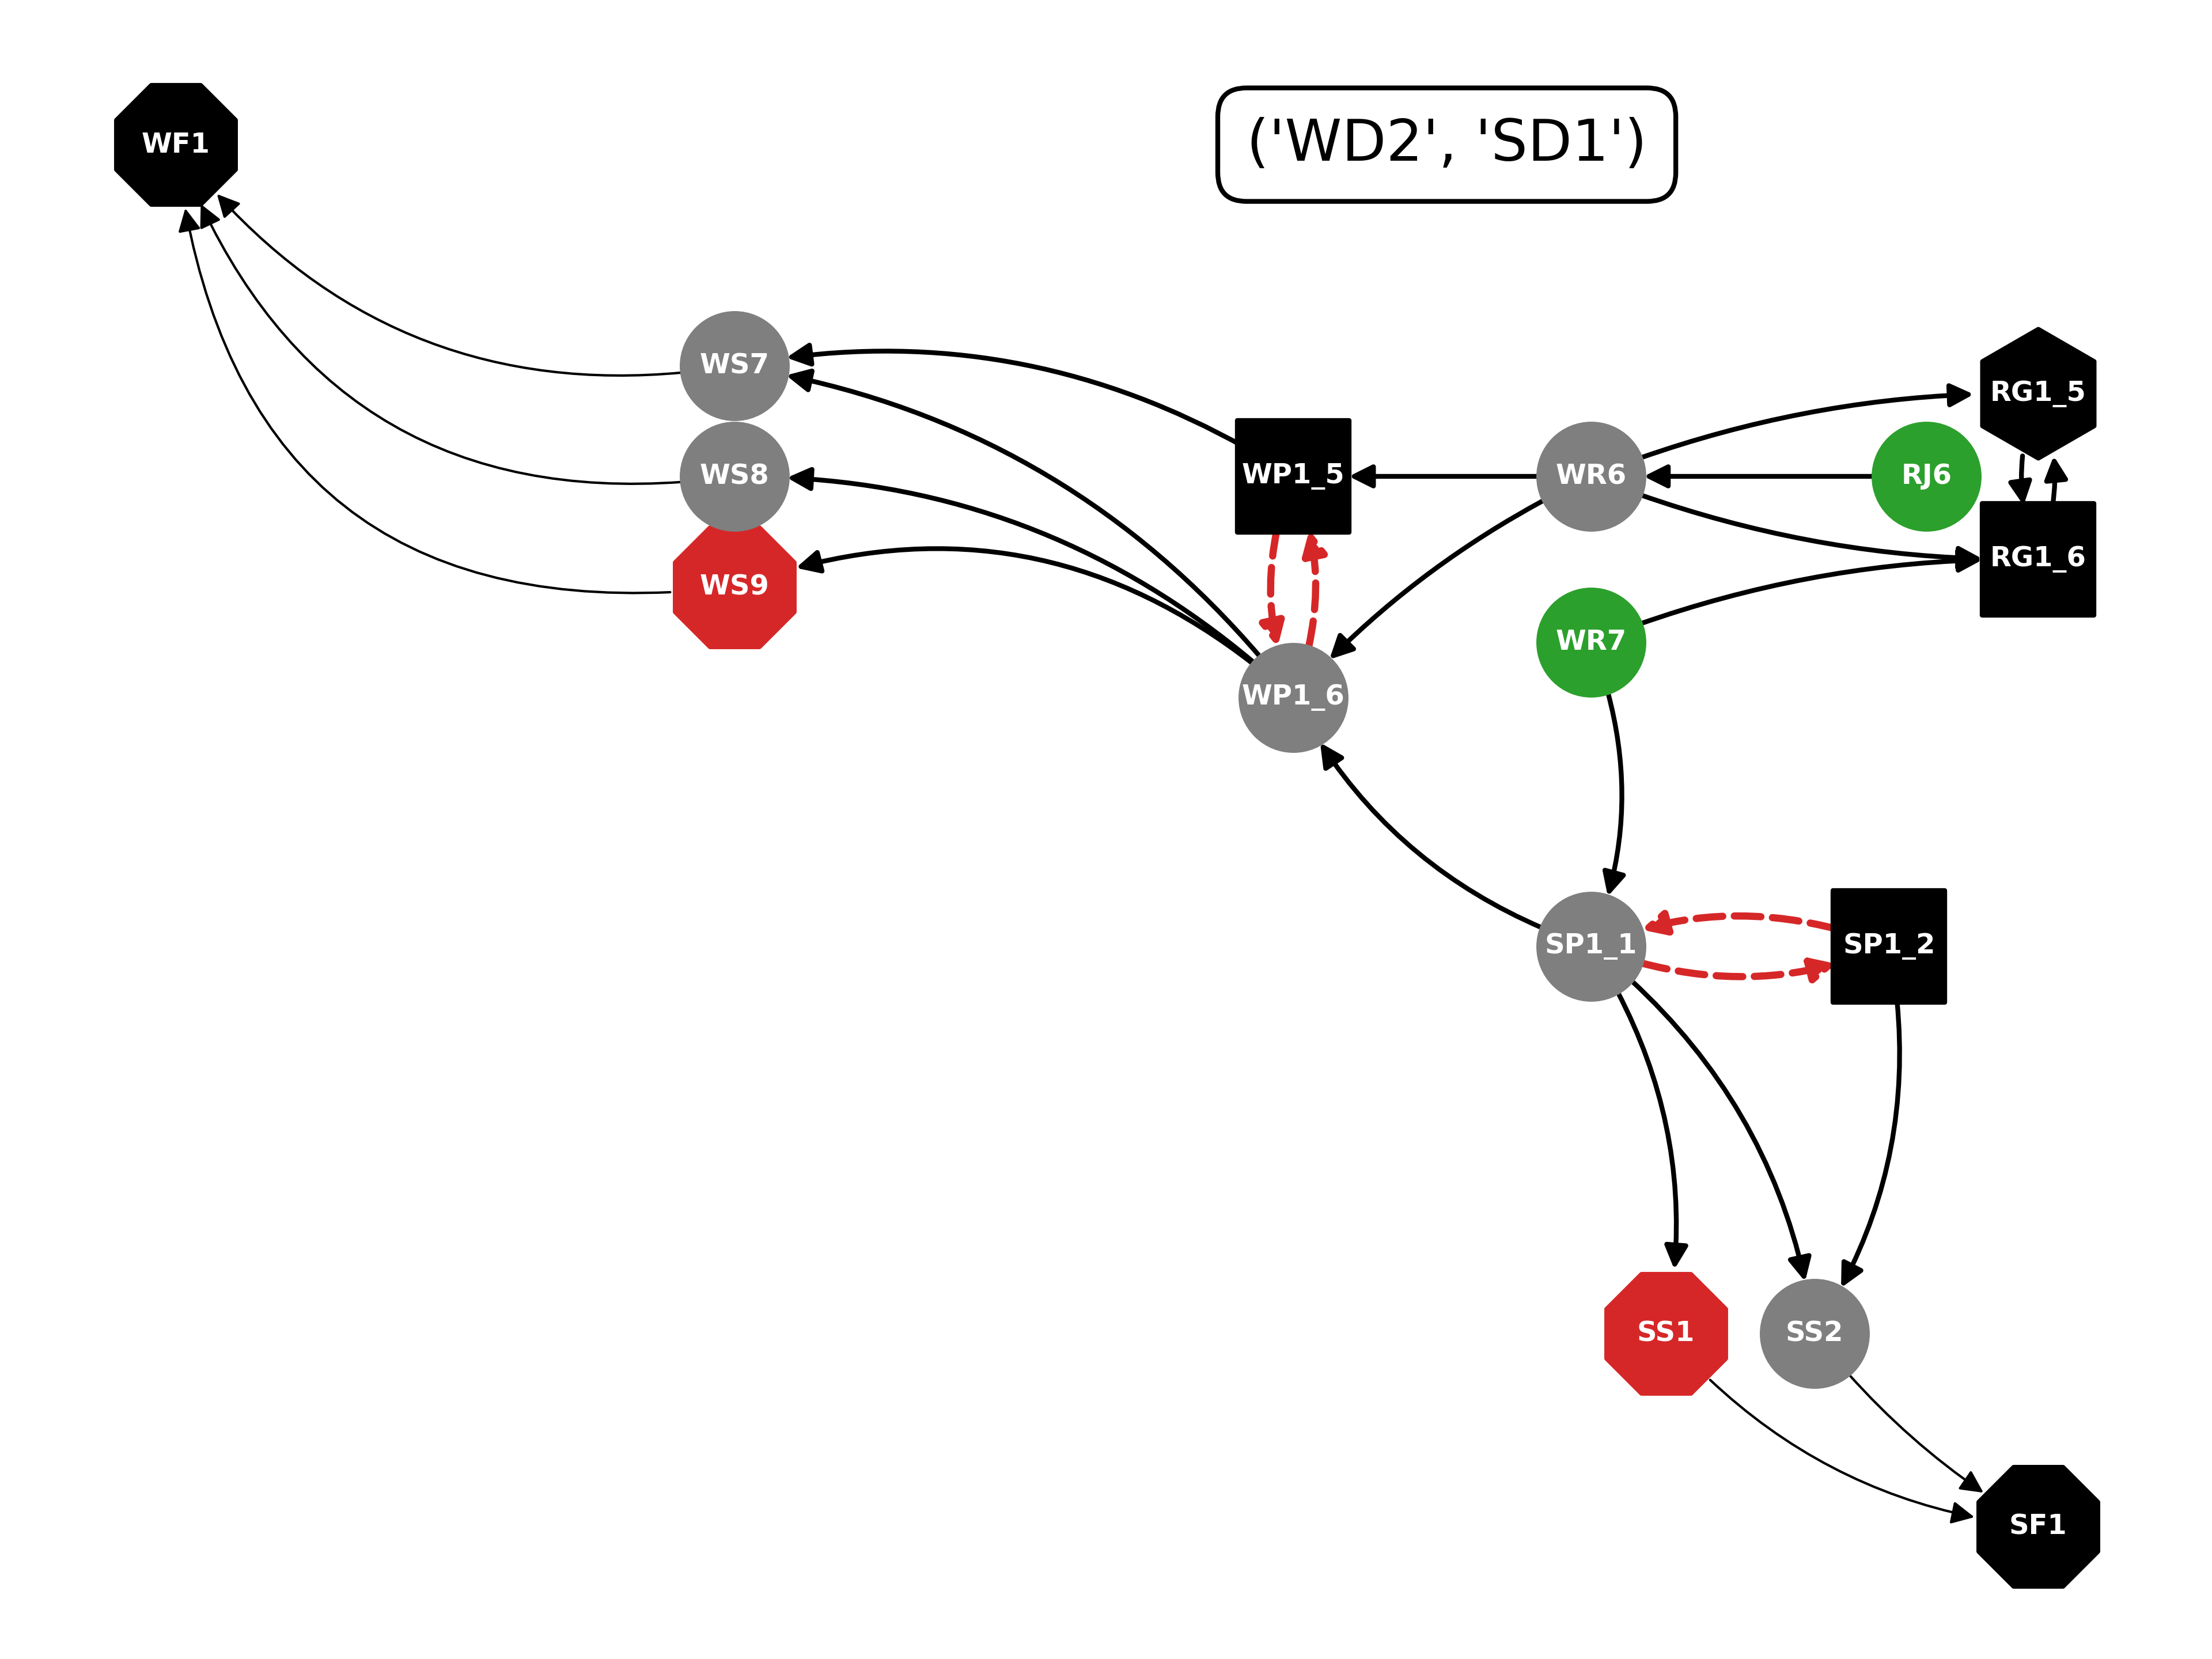 WF1
('WD2', 'SD1')
WS7
RG1_5
WS8
WP1_5
WR6
RJ6
RG1_6
WS9
WR7
WP1_6
SP1_1
SP1_2
SS1
SS2
SF1